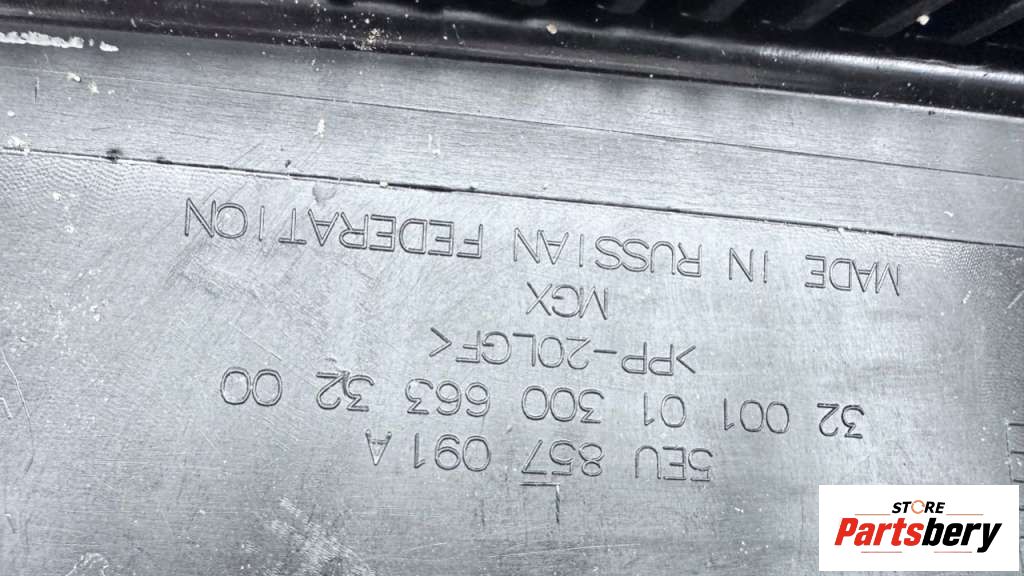 5EU 857 091 A
32 001 01 300 663 32 00
>PP-20LGF<
MGX
MADE IN RUSSIAN FEDERATION
STORE
Partsbery